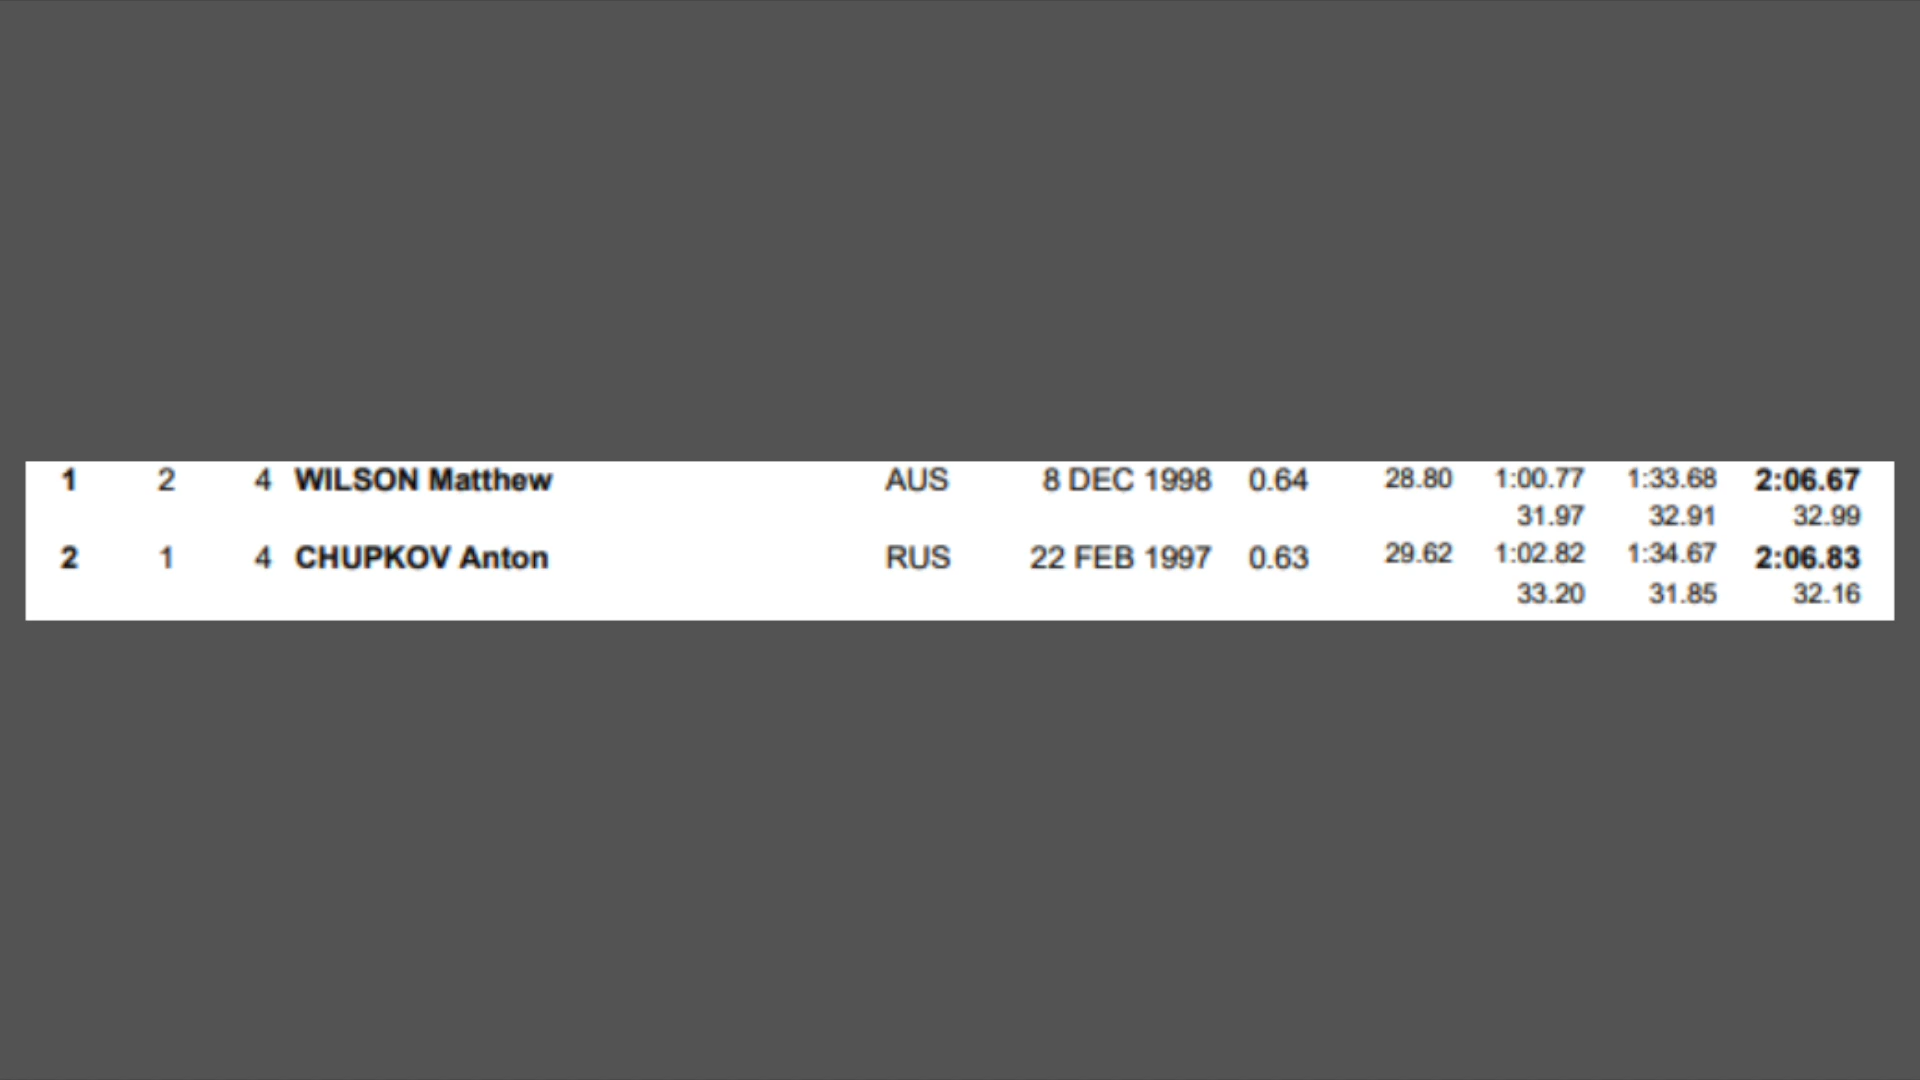 1 2 4 WILSON Matthew AUS 8 DEC 1998 0.64 28.80 1:00.77 1:33.68 2:06.67
31.97 32.91 32.99
2 1 4 CHUPKOV Anton RUS 22 FEB 1997 0.63 29.62 1:02.82 1:34.67 2:06.83
33.20 31.85 32.16